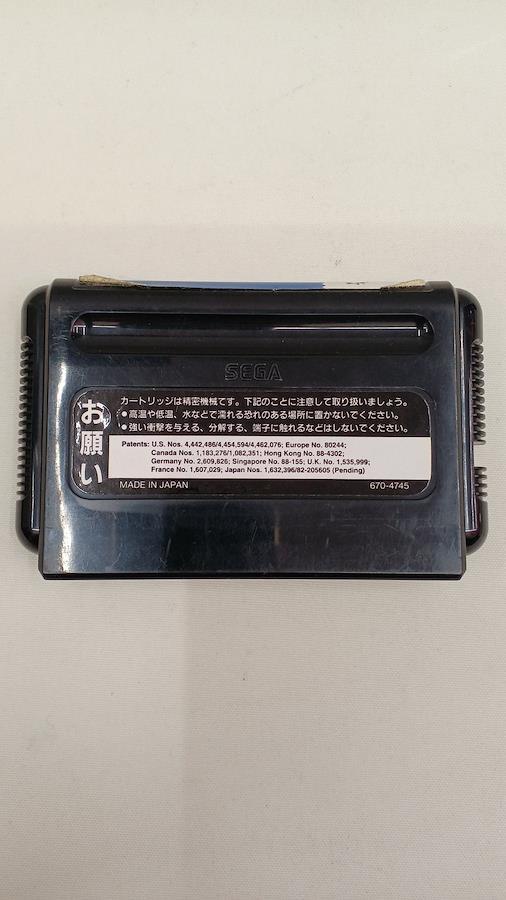 SEGA
お願い
カートリッジは精密機械です。下記のことに注意して取り扱いましょう。
●高温や低温、水などで濡れる恐れのある場所に置かないでください。
●強い衝撃を与える、分解する、端子に触れるなどはしないでください。
Patents: U.S. Nos. 4,442,486/4,454,594/4,462,076; Europe No. 80244;
Canada Nos. 1,183,276/1,082,351; Hong Kong No. 88-4302;
Germany No. 2,609,826; Singapore No. 88-155; U.K. No. 1,535,999;
France No. 1,607,029; Japan Nos. 1,632,396/82-205605 (Pending)
MADE IN JAPAN 670-4745